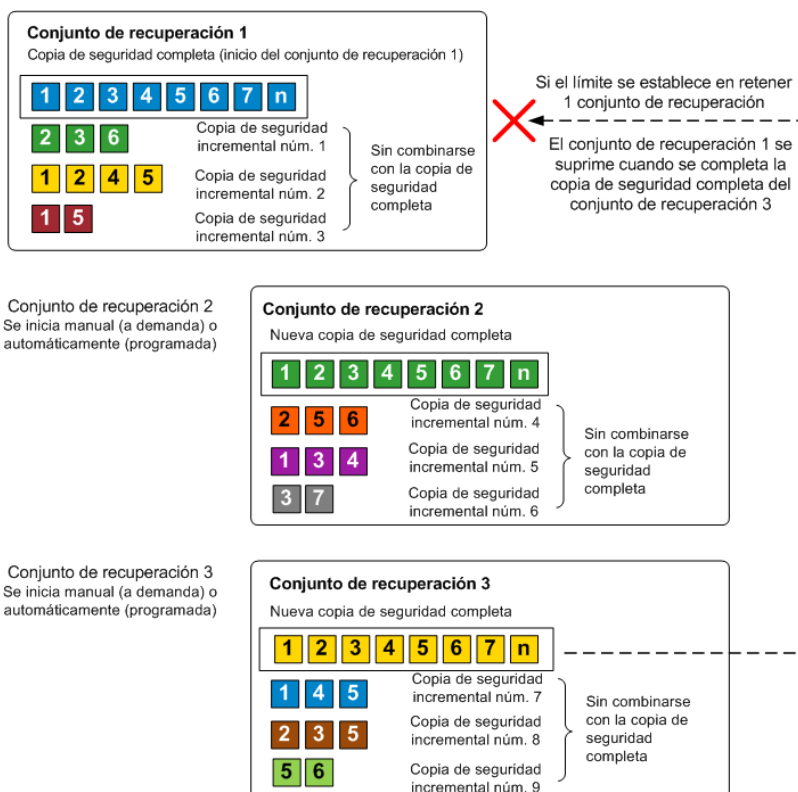 Conjunto de recuperación 1
Copia de seguridad completa (inicio del conjunto de recuperación 1)
1 2 3 4 5 6 7 n
2 3 6
Copia de seguridad
incremental núm. 1
1 2 4 5
Copia de seguridad
incremental núm. 2
1 5
Copia de seguridad
incremental núm. 3
Sin combinarse
con la copia de
seguridad
completa
Si el límite se establece en retener
1 conjunto de recuperación
El conjunto de recuperación 1 se
suprime cuando se completa la
copia de seguridad completa del
conjunto de recuperación 3
Conjunto de recuperación 2
Se inicia manual (a demanda) o
automáticamente (programada)
Conjunto de recuperación 2
Nueva copia de seguridad completa
1 2 3 4 5 6 7 n
2 5 6
Copia de seguridad
incremental núm. 4
1 3 4
Copia de seguridad
incremental núm. 5
3 7
Copia de seguridad
incremental núm. 6
Sin combinarse
con la copia de
seguridad
completa
Conjunto de recuperación 3
Se inicia manual (a demanda) o
automáticamente (programada)
Conjunto de recuperación 3
Nueva copia de seguridad completa
1 2 3 4 5 6 7 n
1 4 5
Copia de seguridad
incremental núm. 7
2 3 5
Copia de seguridad
incremental núm. 8
5 6
Copia de seguridad
incremental núm. 9
Sin combinarse
con la copia de
seguridad
completa